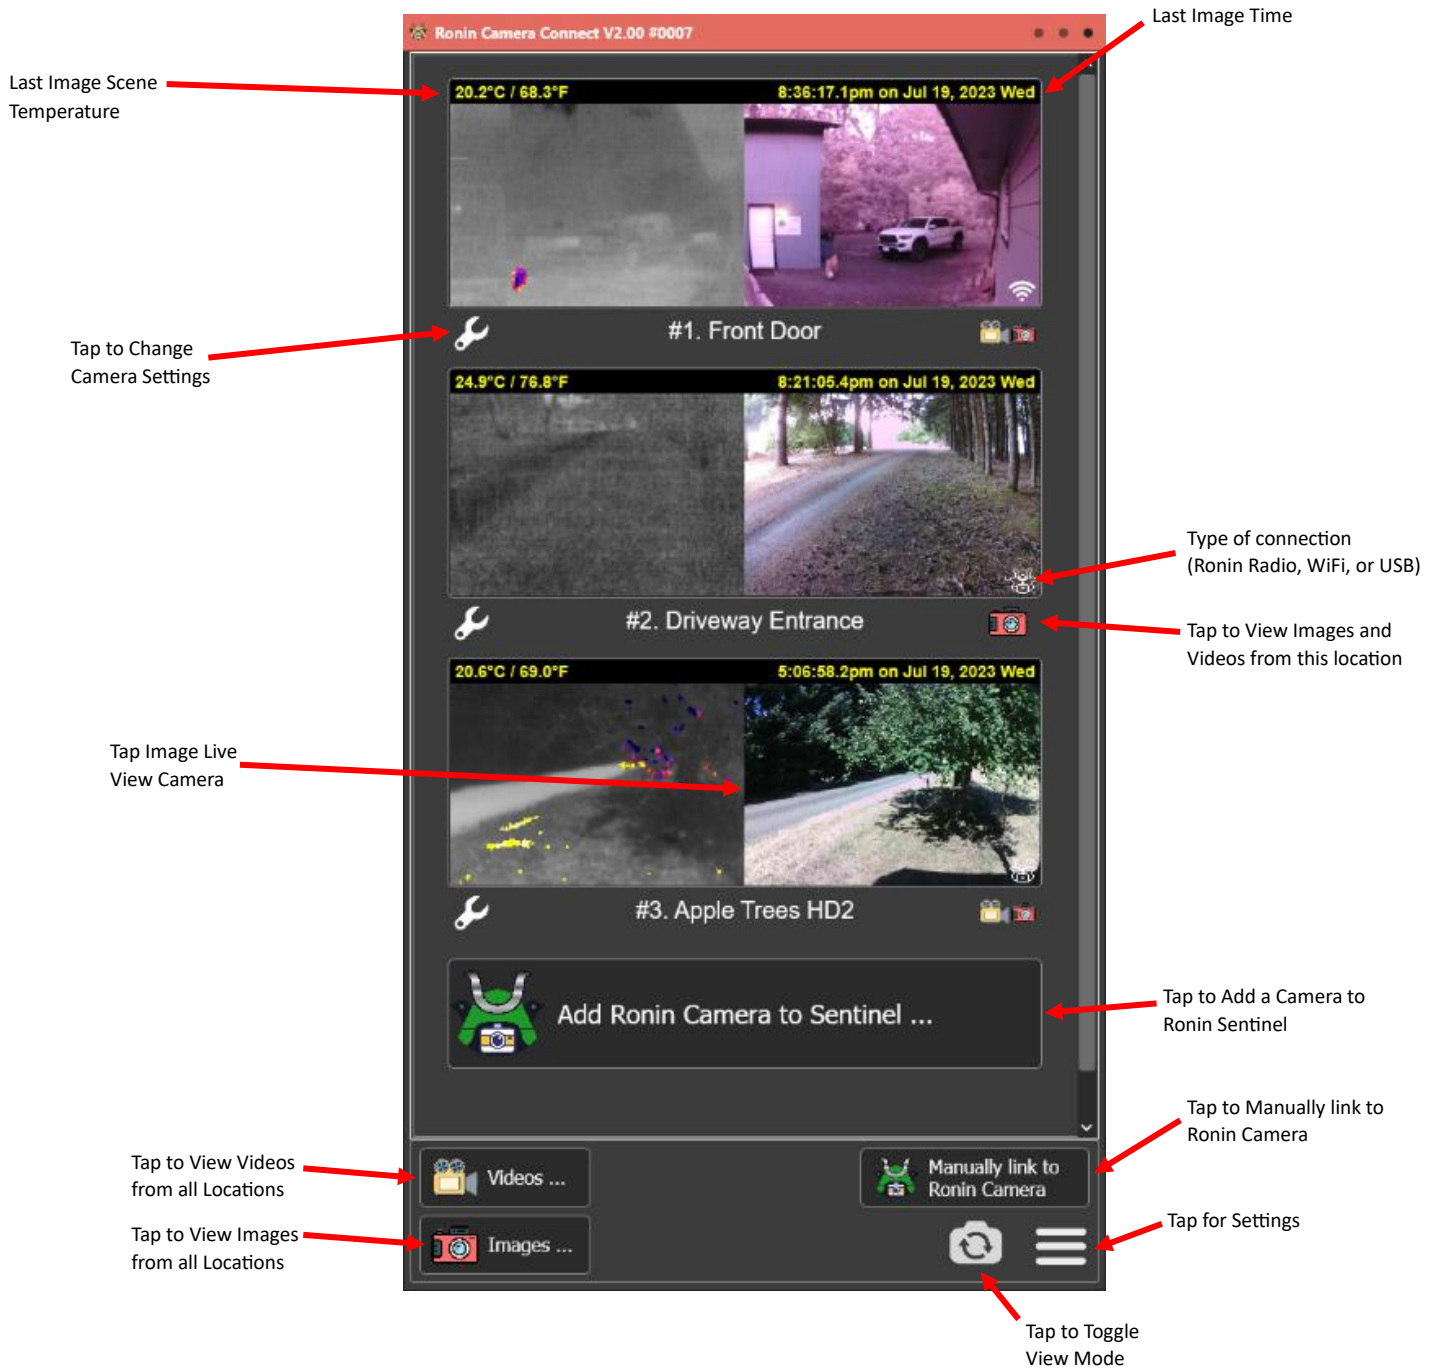 Last Image Time
Ronin Camera Connect V2.00 #0007
Last Image Scene
Temperature
20.2°C / 68.3°F
8:36:17.1pm on Jul 19, 2023 Wed
#1. Front Door
Tap to Change
Camera Settings
24.9°C / 76.8°F
8:21:05.4pm on Jul 19, 2023 Wed
Type of connection
(Ronin Radio, WiFi, or USB)
#2. Driveway Entrance
Tap to View Images and
Videos from this location
20.6°C / 69.0°F
5:06:58.2pm on Jul 19, 2023 Wed
Tap Image Live
View Camera
#3. Apple Trees HD2
Add Ronin Camera to Sentinel ...
Tap to Add a Camera to
Ronin Sentinel
Tap to Manually link to
Ronin Camera
Tap to View Videos
from all Locations
Videos ...
Manually link to
Ronin Camera
Tap to View Images
from all Locations
Images ...
Tap for Settings
Tap to Toggle
View Mode